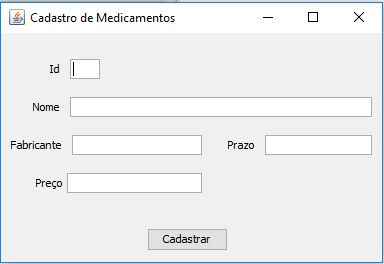 Cadastro de Medicamentos
Id
Nome
Fabricante Prazo
Preço
Cadastrar